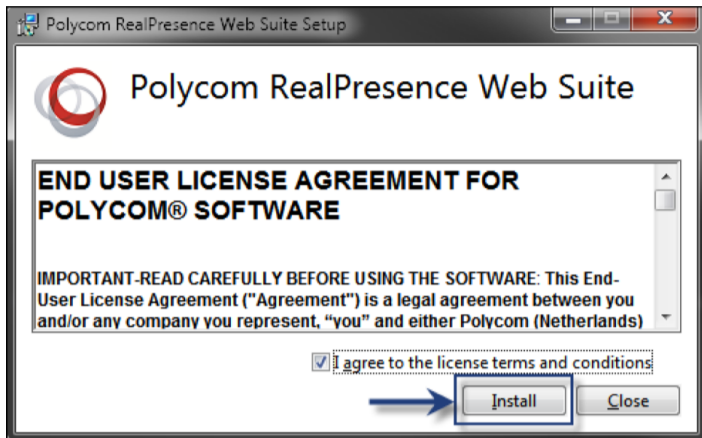 Polycom RealPresence Web Suite Setup
Polycom RealPresence Web Suite
END USER LICENSE AGREEMENT FOR
POLYCOM® SOFTWARE
IMPORTANT-READ CAREFULLY BEFORE USING THE SOFTWARE: This End-
User License Agreement ("Agreement") is a legal agreement between you
and/or any company you represent, “you” and either Polycom (Netherlands)
I agree to the license terms and conditions
Install Close